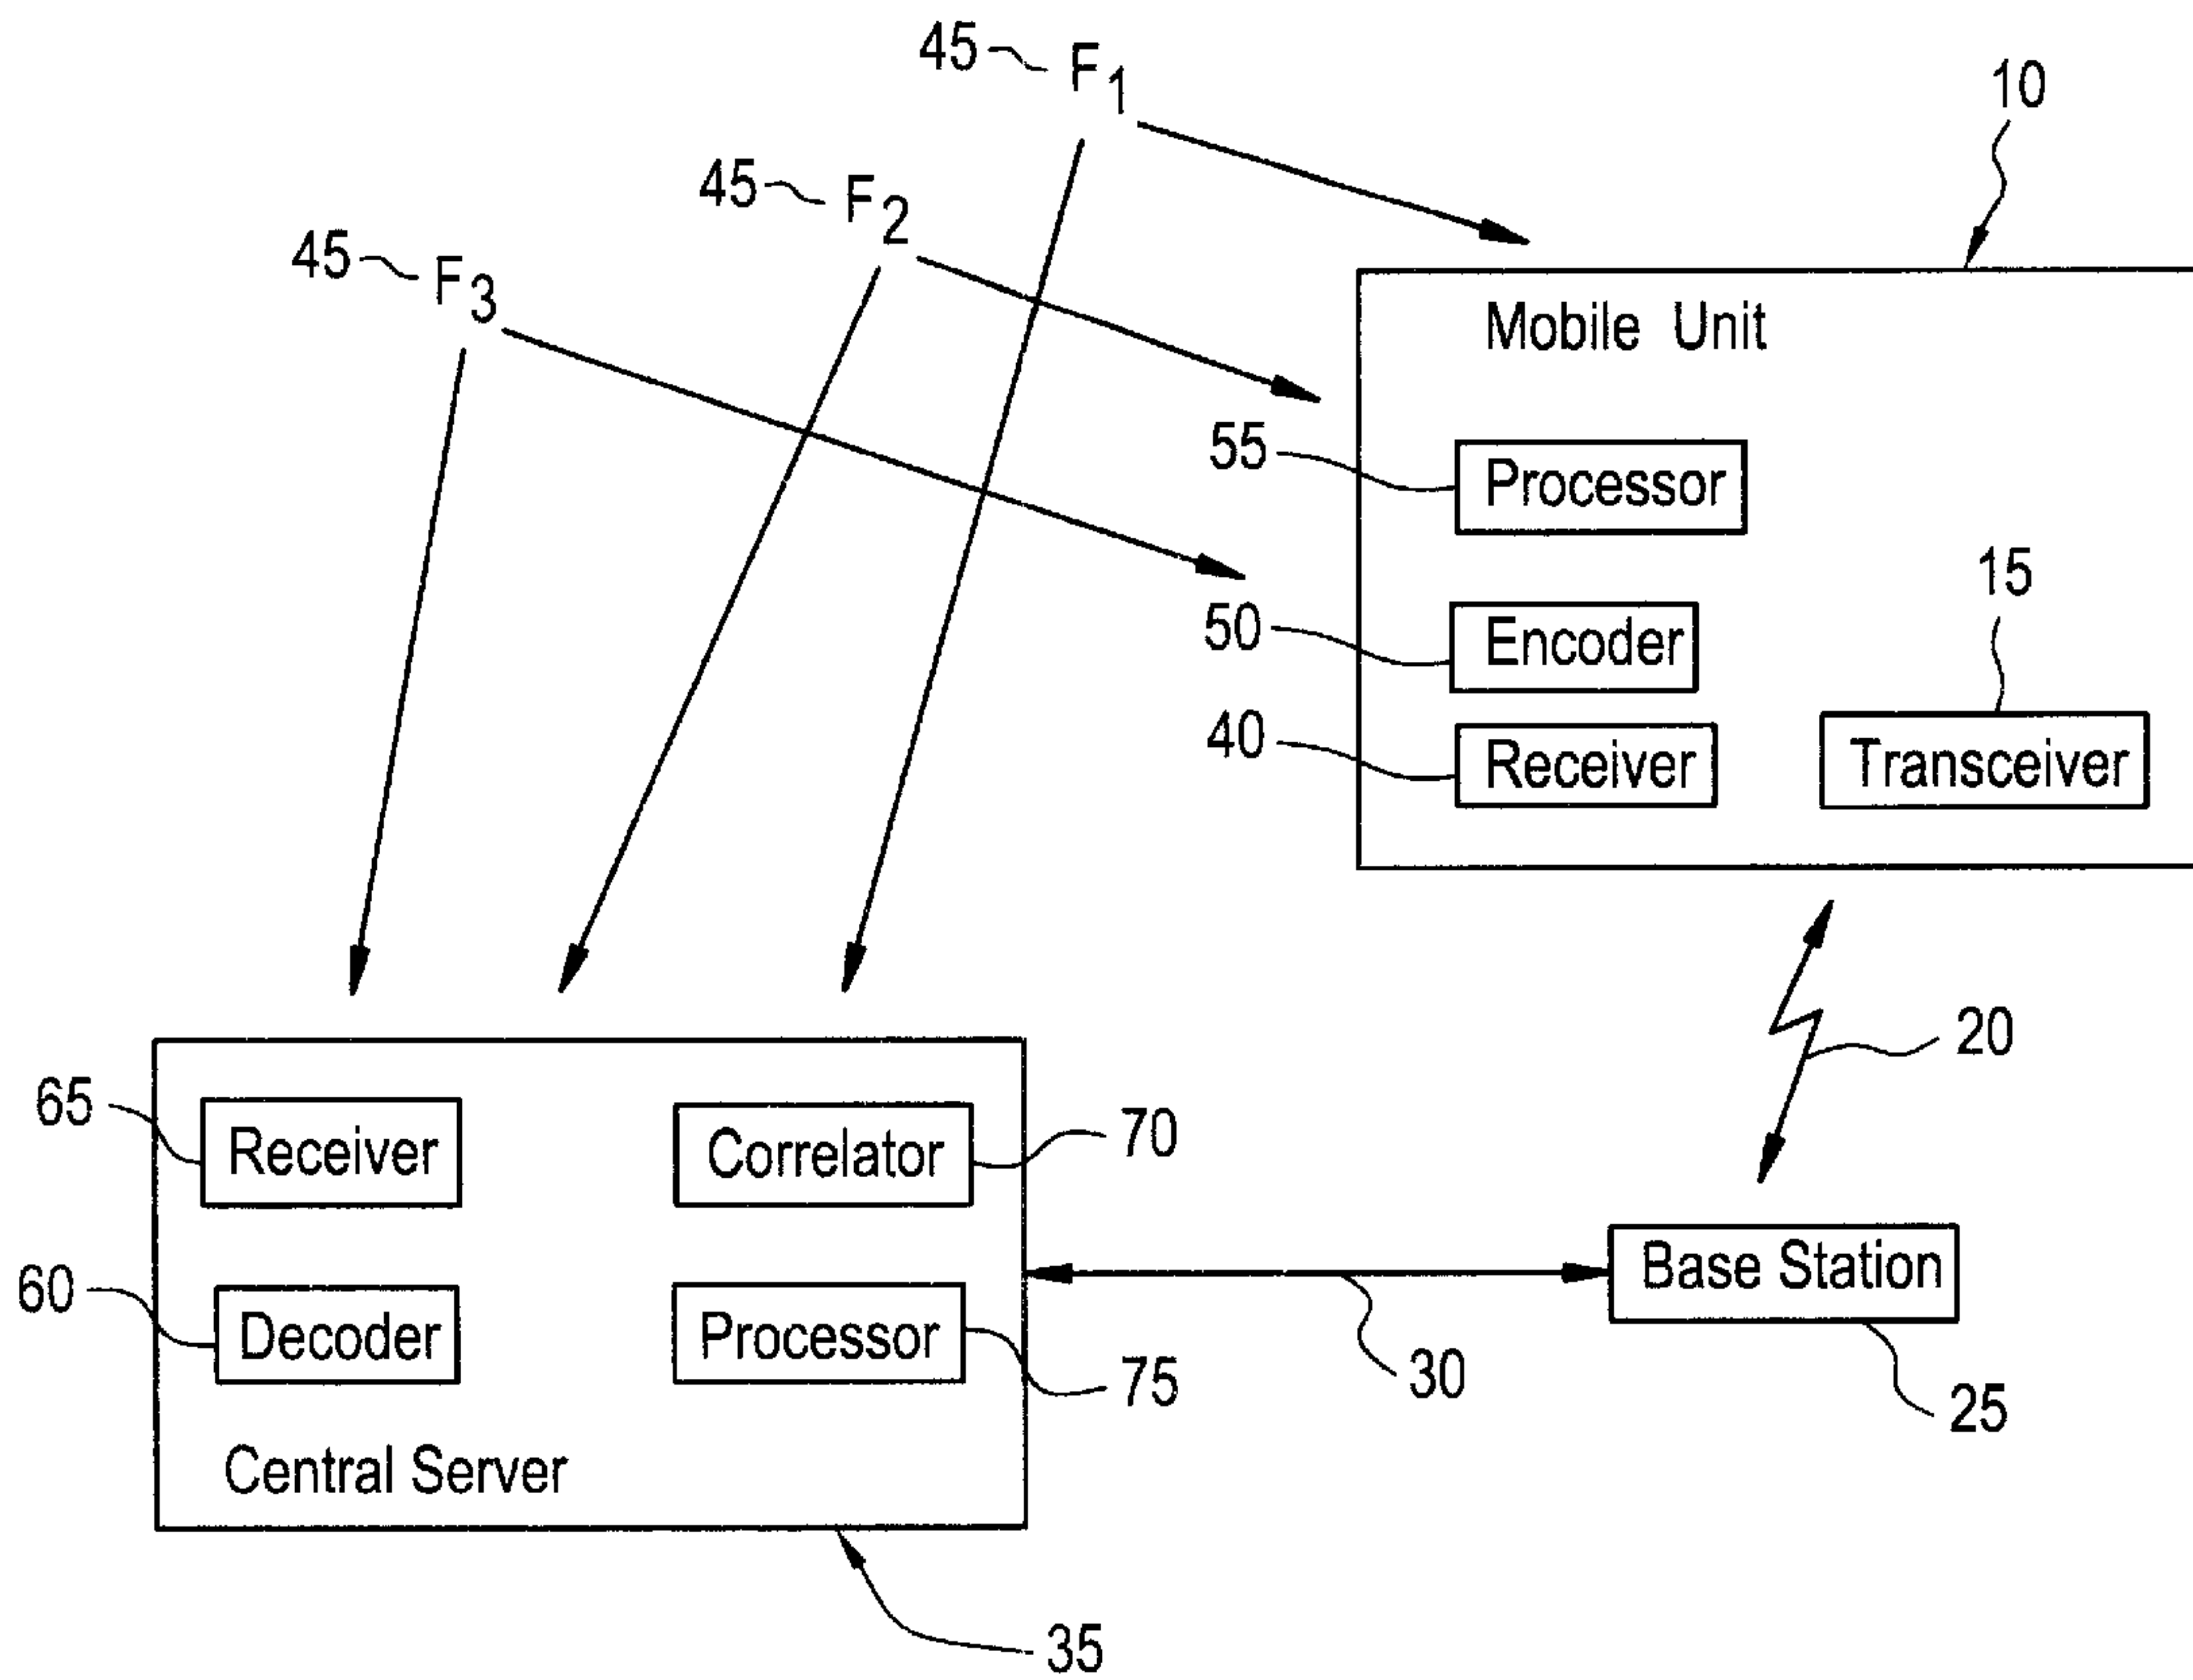 45 F1
10
45 F2
45 F3
Mobile Unit
55 Processor
15
50 Encoder
40 Receiver
Transceiver
20
65 Receiver
Correlator 70
Base Station
60 Decoder
Processor 75
30
25
Central Server
35